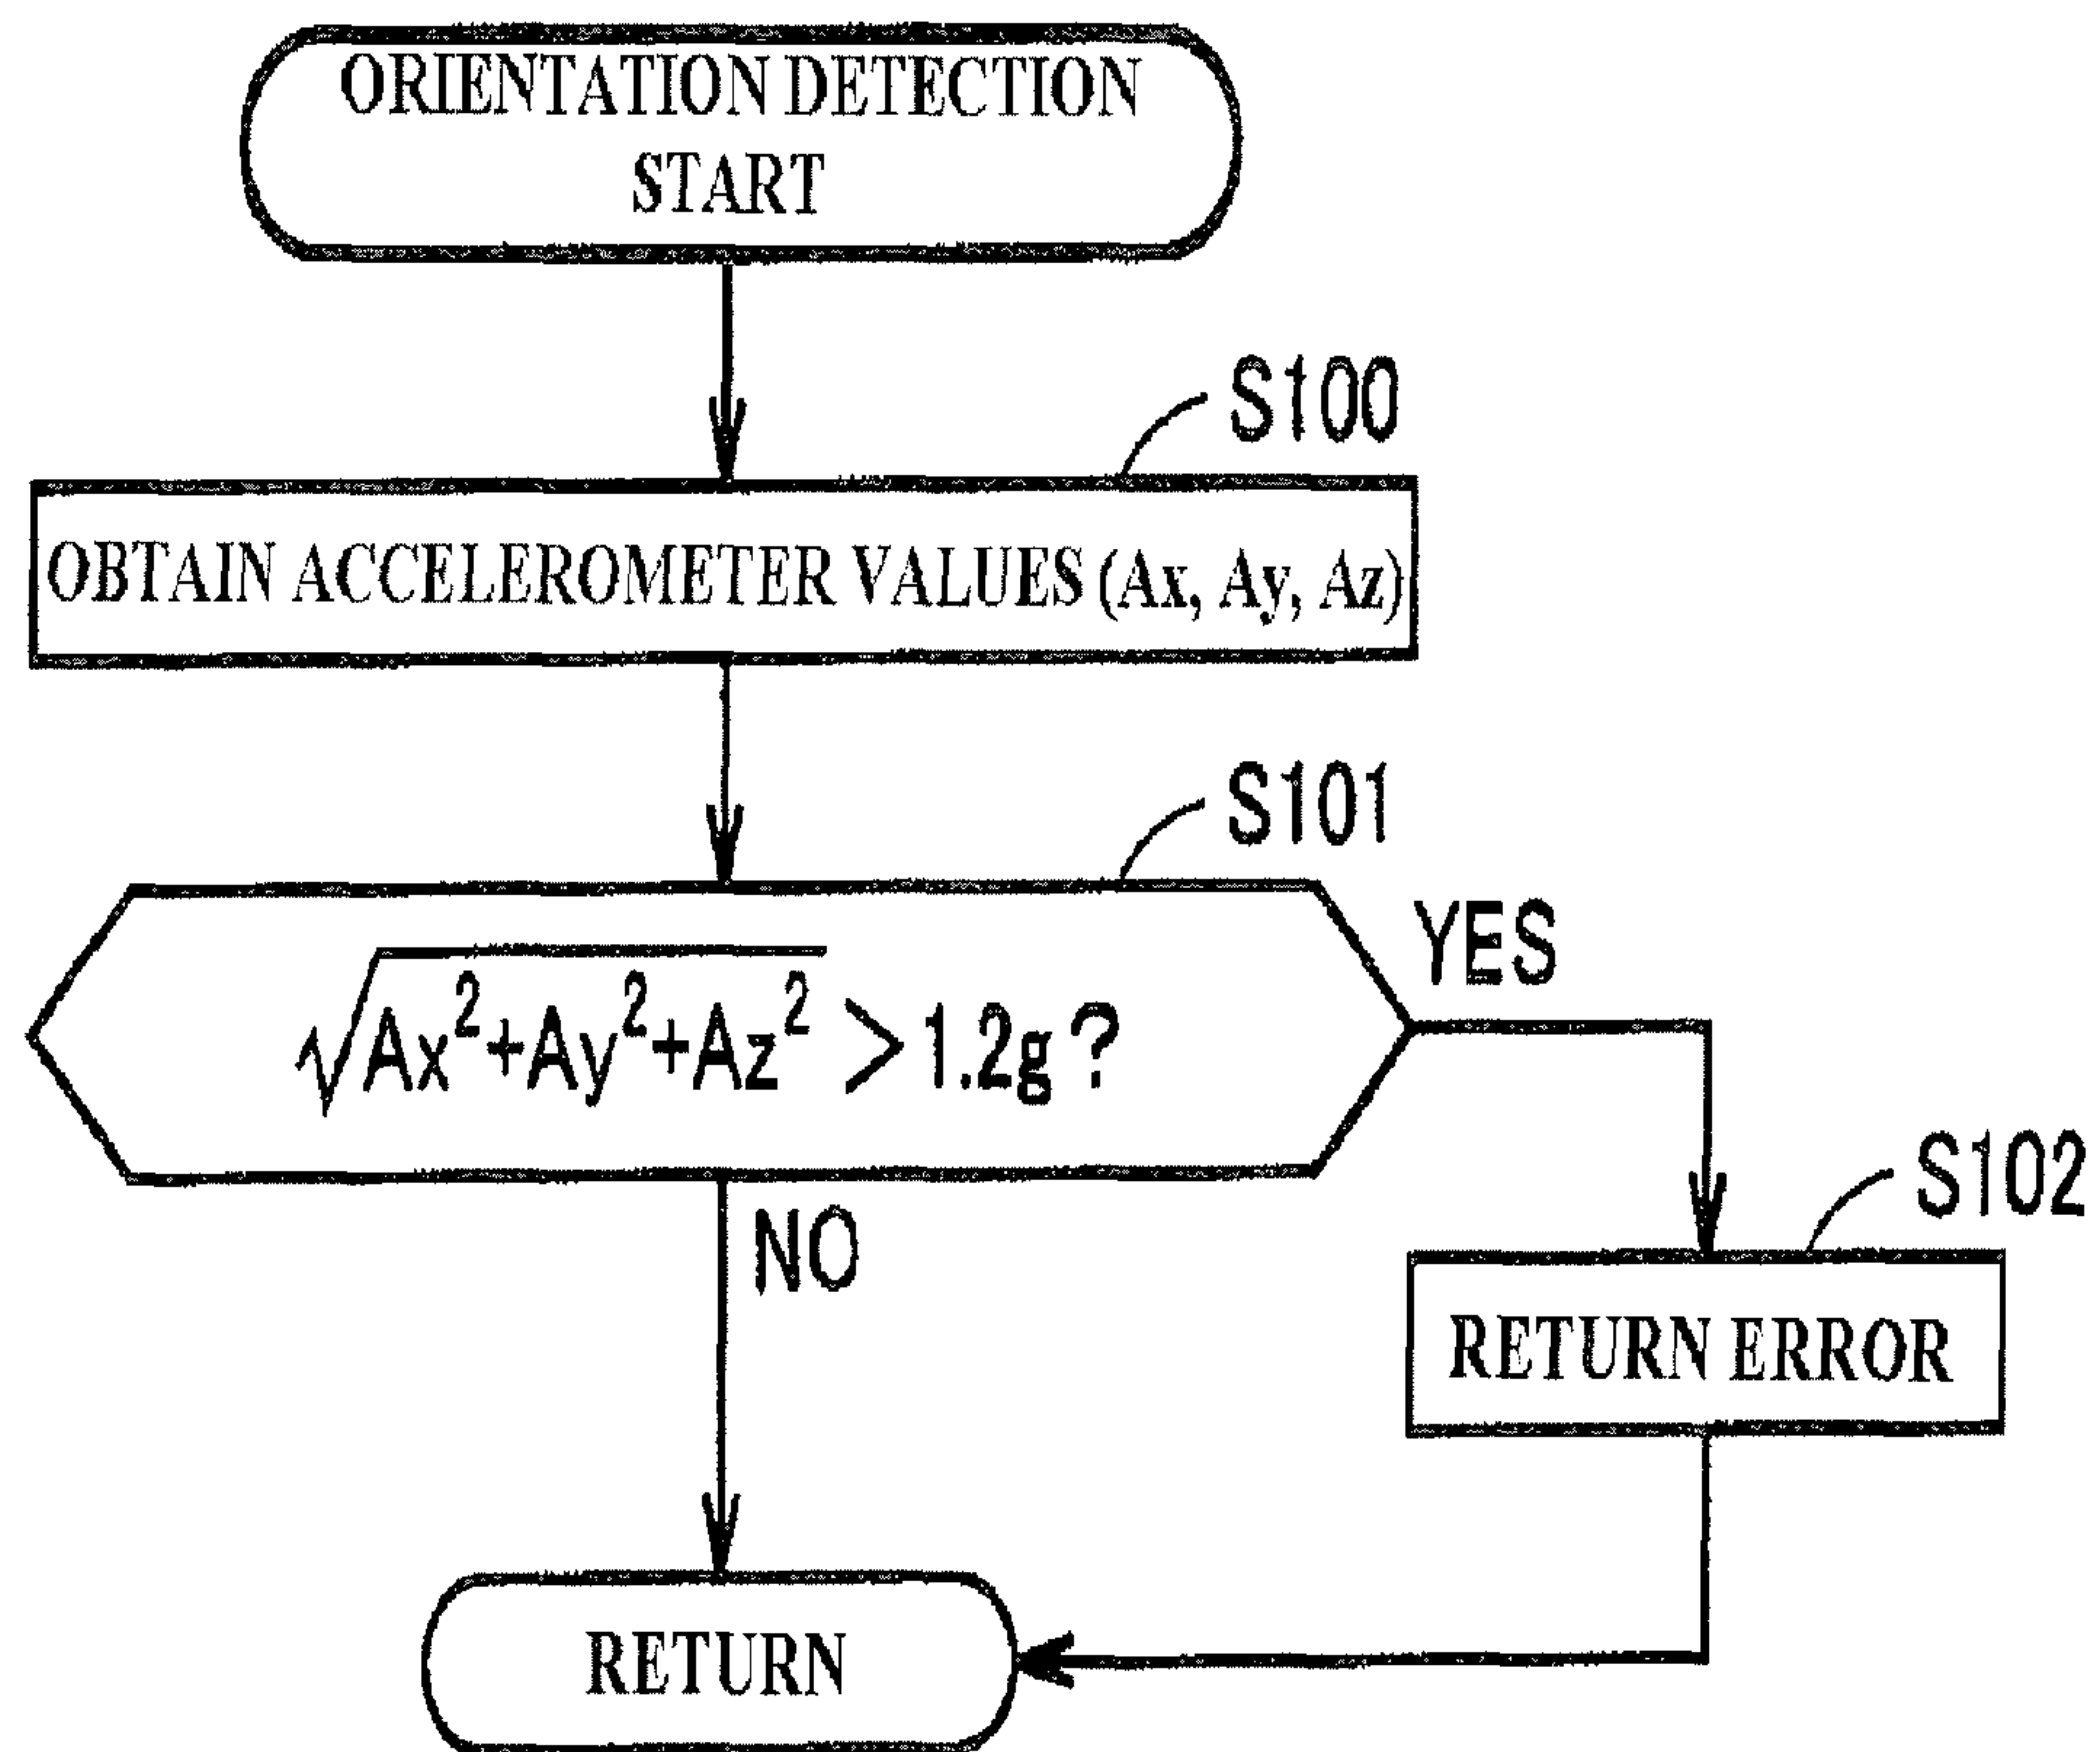 ORIENTATION DETECTION
START
S100
OBTAIN ACCELEROMETER VALUES (Ax, Ay, Az)
S101
√Ax²+Ay²+Az² > 1.2g?
YES
NO
S102
RETURN ERROR
RETURN